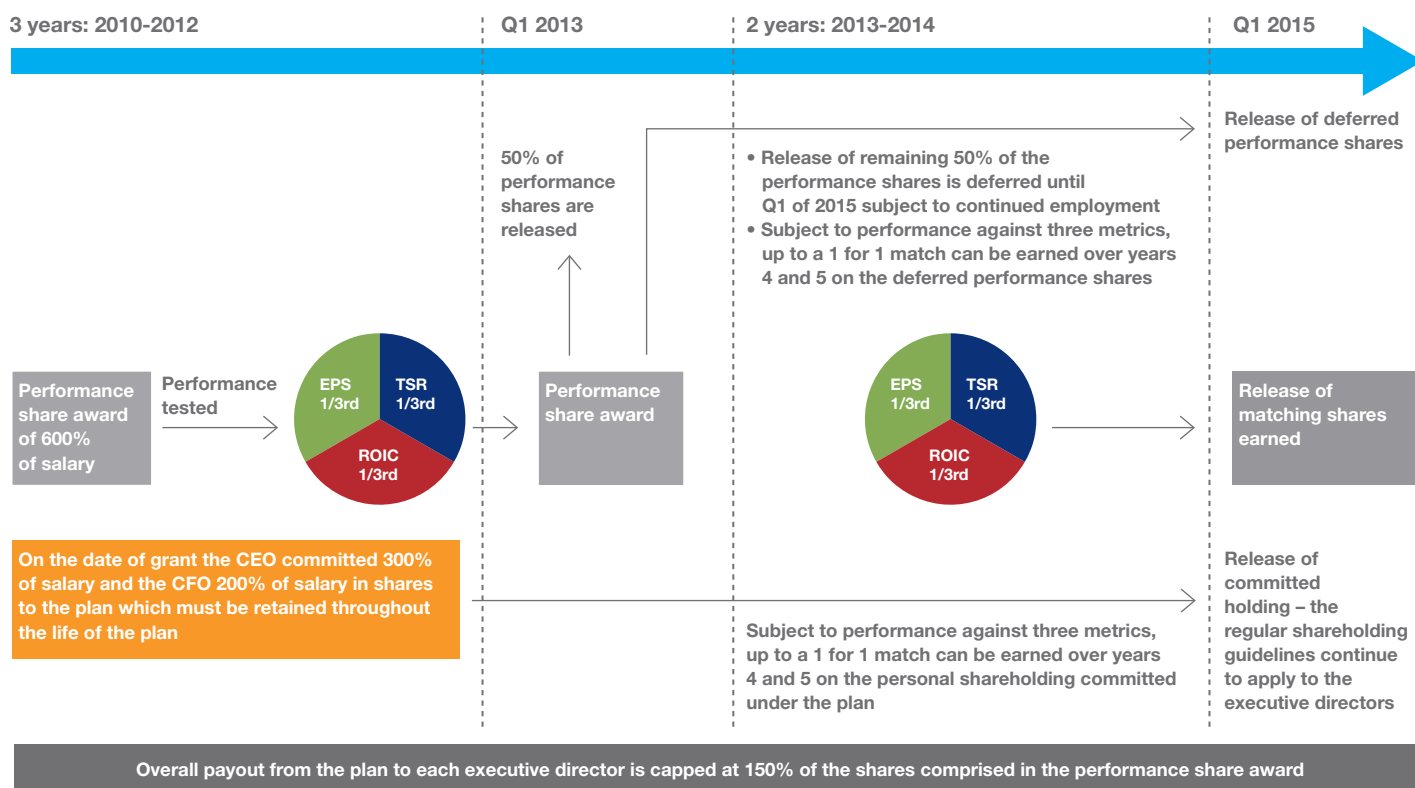 3 years: 2010-2012
Q1 2013
2 years: 2013-2014
Q1 2015
Release of deferred
performance shares
50% of
performance
shares are
released
• Release of remaining 50% of the
performance shares is deferred until
Q1 of 2015 subject to continued employment
• Subject to performance against three metrics,
up to a 1 for 1 match can be earned over years
4 and 5 on the deferred performance shares
Performance
share award
of 600%
of salary
Performance
tested
EPS
1/3rd
TSR
1/3rd
ROIC
1/3rd
Performance
share award
EPS
1/3rd
TSR
1/3rd
ROIC
1/3rd
Release of
matching shares
earned
On the date of grant the CEO committed 300%
of salary and the CFO 200% of salary in shares
to the plan which must be retained throughout
the life of the plan
Subject to performance against three metrics,
up to a 1 for 1 match can be earned over years
4 and 5 on the personal shareholding committed
under the plan
Release of
committed
holding – the
regular shareholding
guidelines continue
to apply to the
executive directors
Overall payout from the plan to each executive director is capped at 150% of the shares comprised in the performance share award